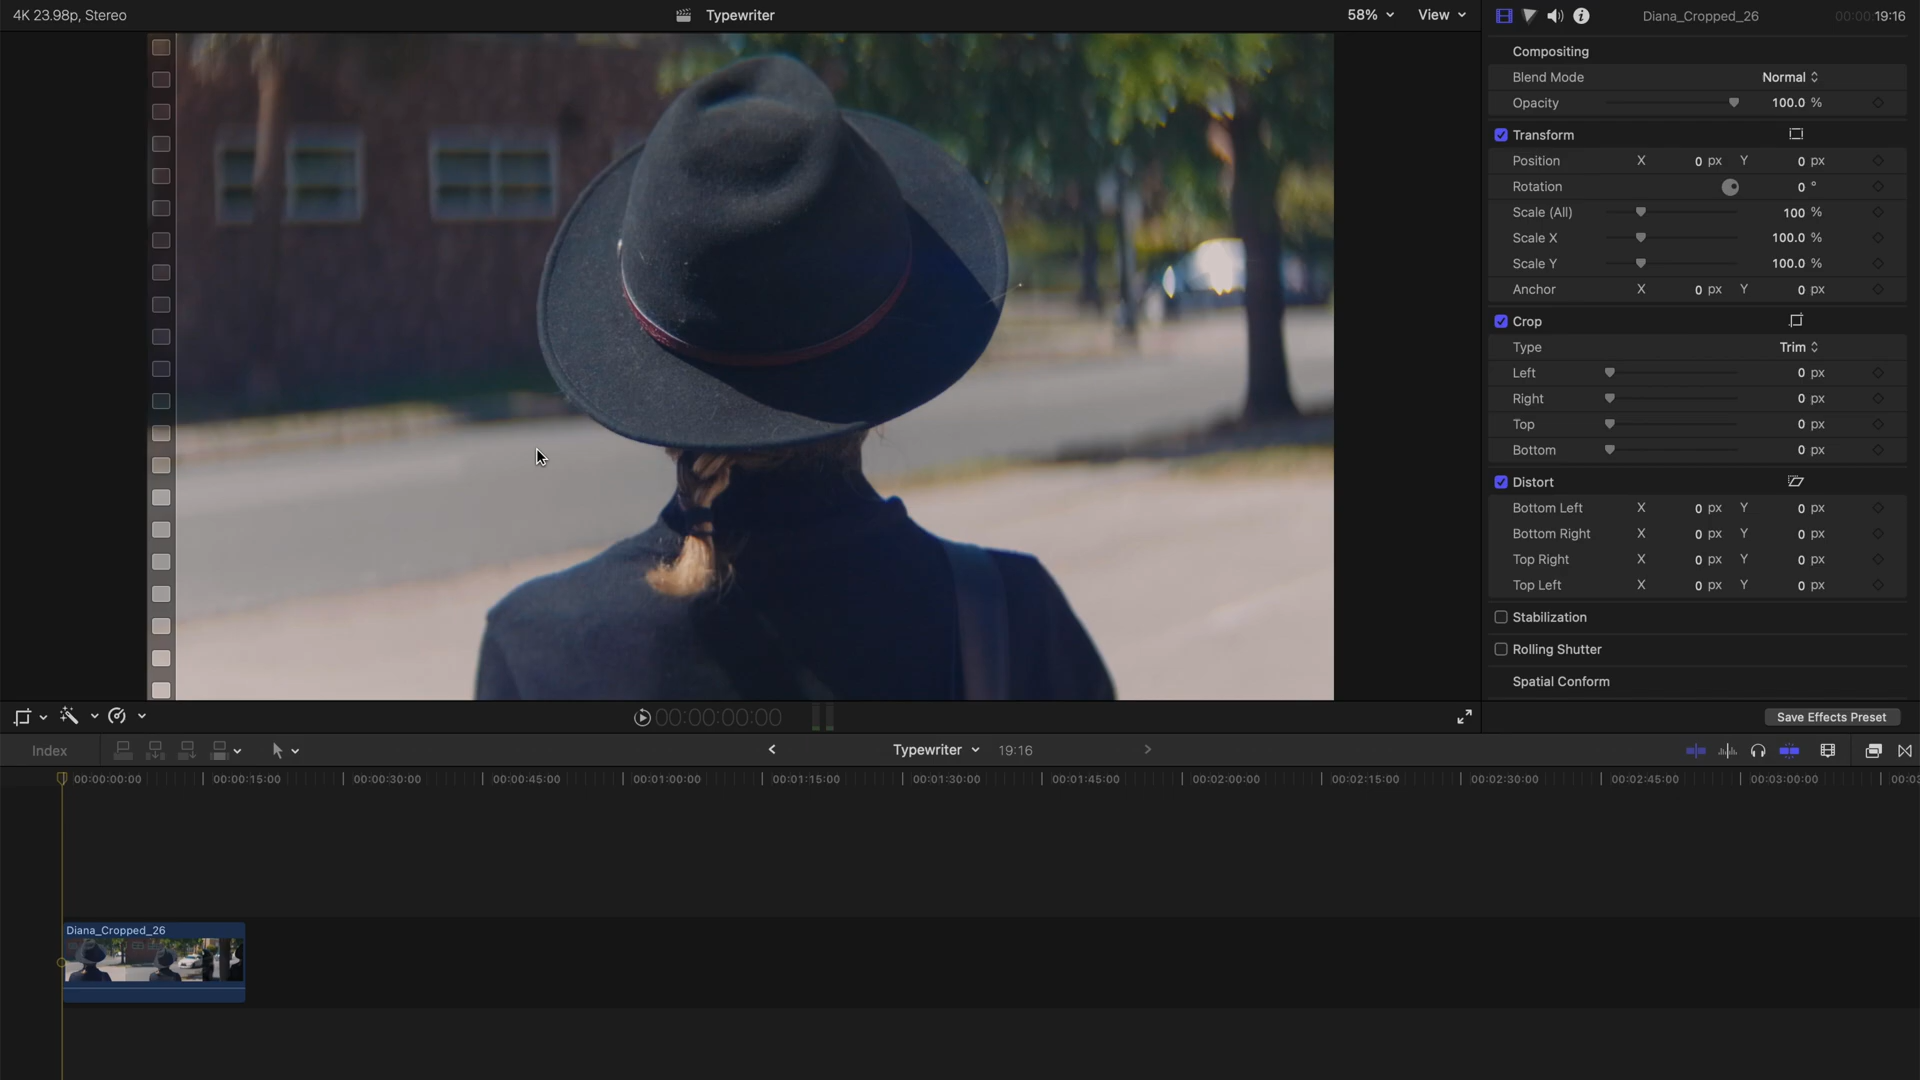 4K 23.98p, Stereo
Typewriter
58%
View
Diana_Cropped_26
00:00:19:16
Compositing
Blend Mode Normal
Opacity 100.0 %
Transform
Position X 0 px Y 0 px
Rotation 0 °
Scale (All) 100 %
Scale X 100.0 %
Scale Y 100.0 %
Anchor X 0 px Y 0 px
Crop
Type Trim
Left 0 px
Right 0 px
Top 0 px
Bottom 0 px
Distort
Bottom Left X 0 px Y 0 px
Bottom Right X 0 px Y 0 px
Top Right X 0 px Y 0 px
Top Left X 0 px Y 0 px
Stabilization
Rolling Shutter
Spatial Conform
00:00:00:00
Save Effects Preset
Index
Typewriter 19:16
00:00:00:00 00:00:15:00 00:00:30:00 00:00:45:00 00:01:00:00 00:01:15:00 00:01:30:00 00:01:45:00 00:02:00:00 00:02:15:00 00:02:30:00 00:02:45:00 00:03:00:00
Diana_Cropped_26